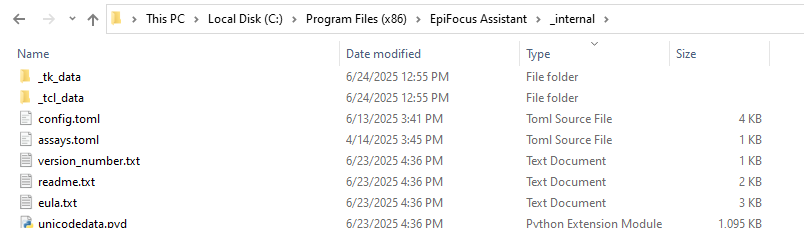 This PC > Local Disk (C:) > Program Files (x86) > EpiFocus Assistant > _internal >
Name Date modified Type Size
_tk_data 6/24/2025 12:55 PM File folder
_tcl_data 6/24/2025 12:55 PM File folder
config.toml 6/13/2025 3:41 PM Toml Source File 4 KB
assays.toml 4/14/2025 3:45 PM Toml Source File 1 KB
version_number.txt 6/23/2025 4:36 PM Text Document 1 KB
readme.txt 6/23/2025 4:36 PM Text Document 2 KB
eula.txt 6/23/2025 4:36 PM Text Document 3 KB
unicodedata.pyd 6/23/2025 4:36 PM Python Extension Module 1,095 KB